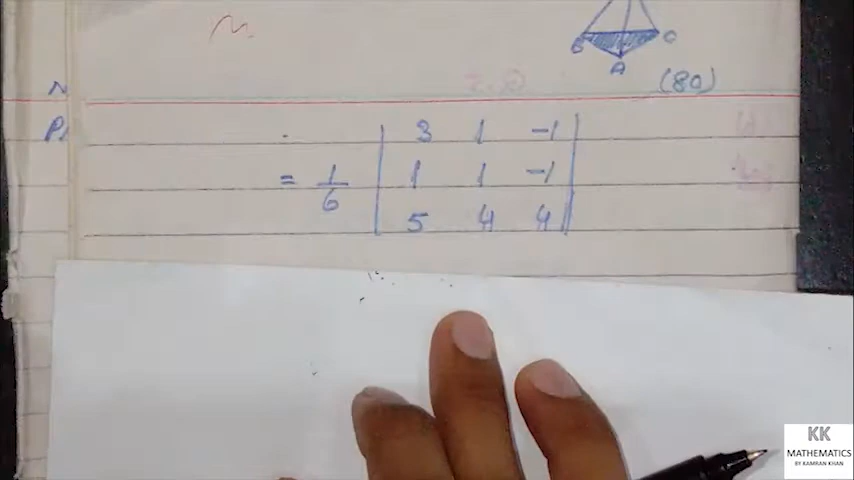 B C
A
(80)
3 1 -1
= 1/6 | 1 1 -1 |
5 4 4
KK
MATHEMATICS
BY KAMRAN KHAN